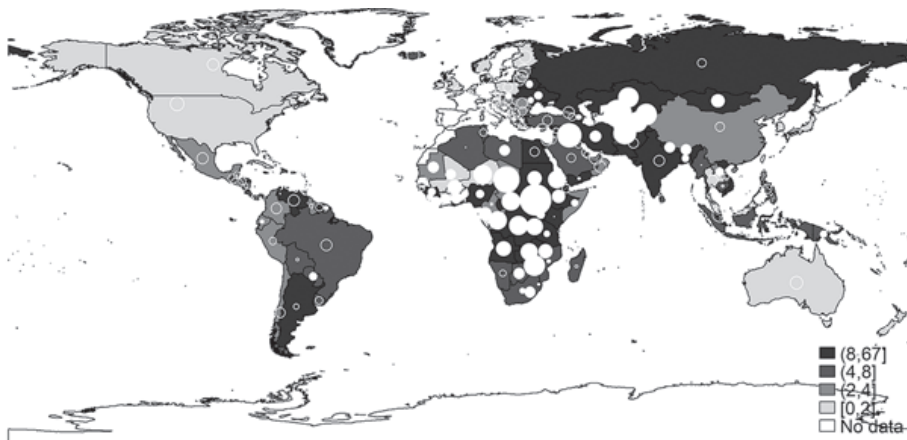 (8,67]
(4,8]
(2,4]
[0,2]
No data